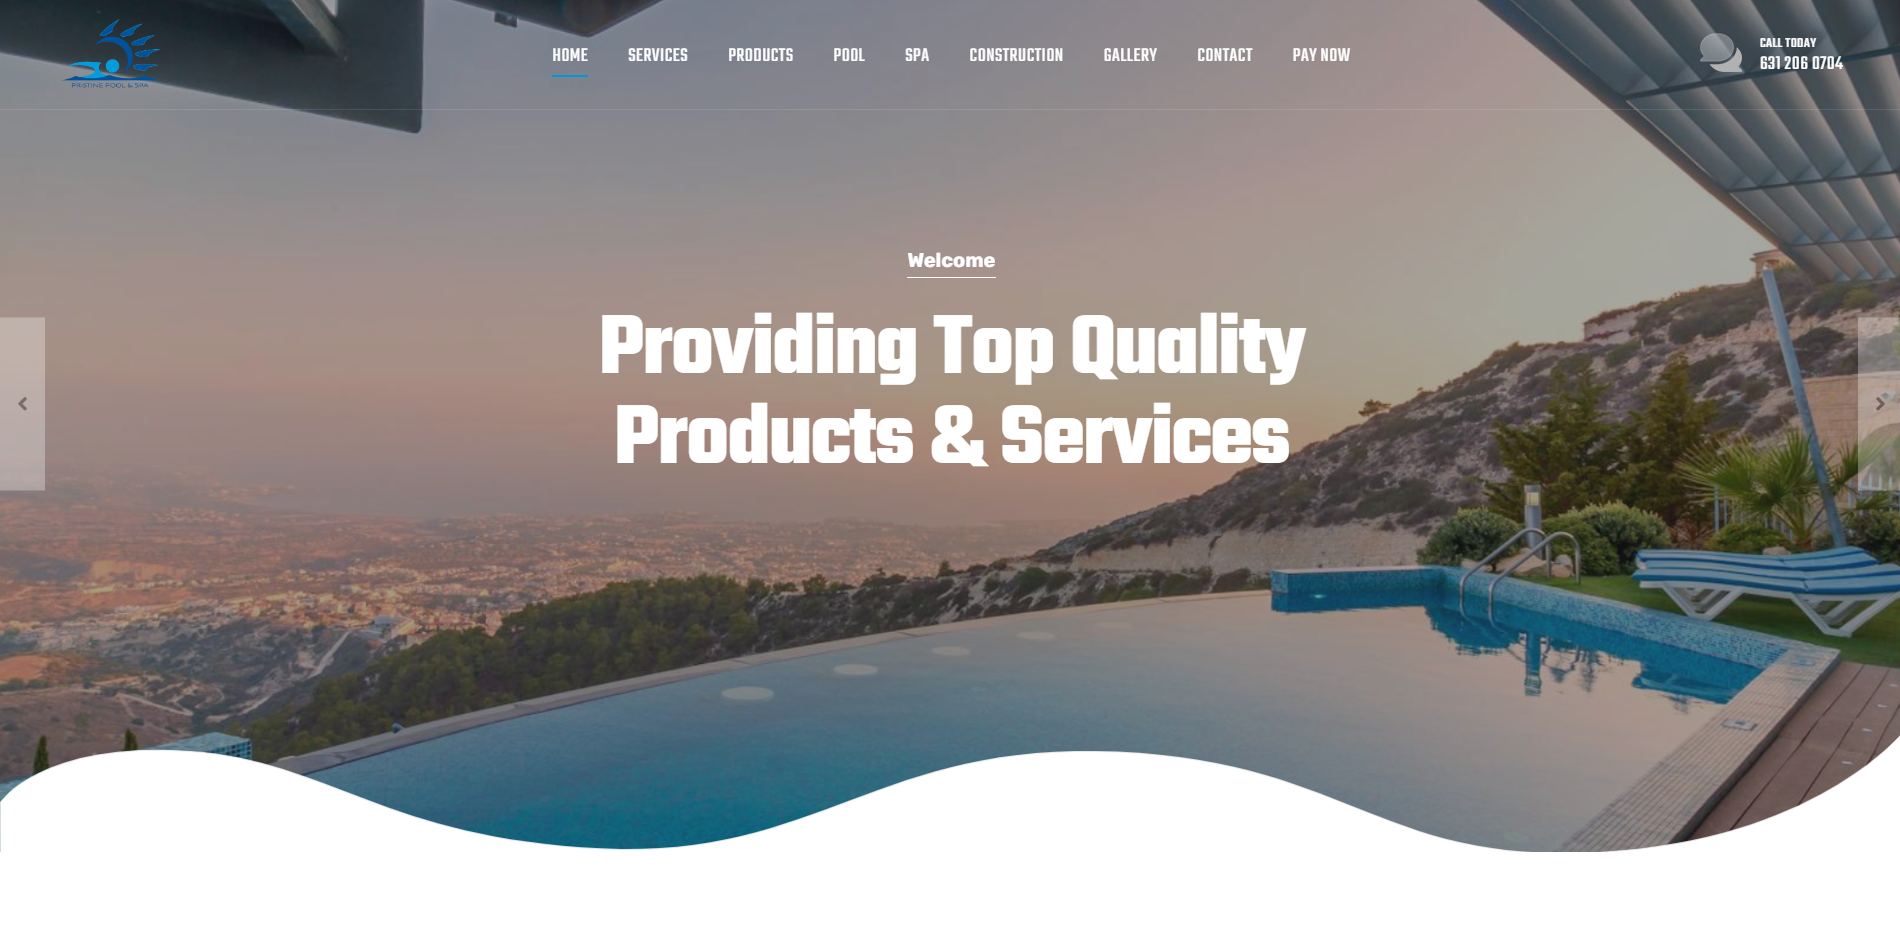 PRISTINE POOL & SPA
HOME
SERVICES
PRODUCTS
POOL
SPA
CONSTRUCTION
GALLERY
CONTACT
PAY NOW
CALL TODAY
631 206 0704
Welcome
Providing Top Quality
Products & Services